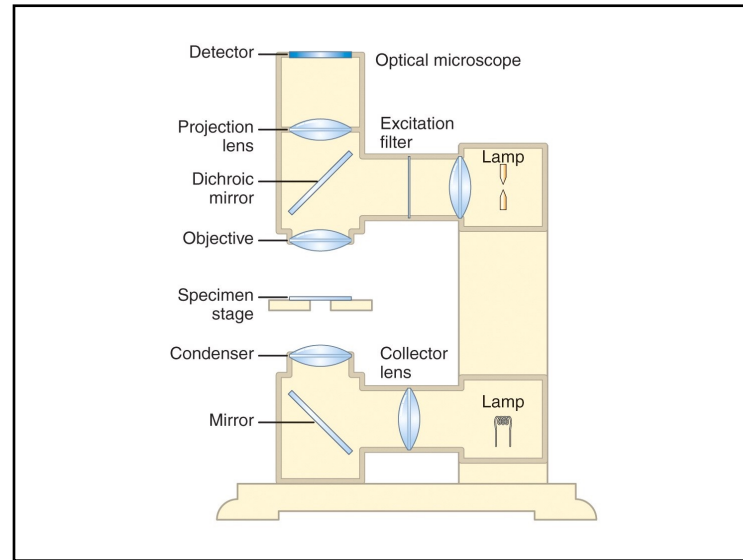 Detector
Optical microscope
Projection
lens
Excitation
filter
Lamp
Dichroic
mirror
Objective
Specimen
stage
Condenser
Collector
lens
Lamp
Mirror